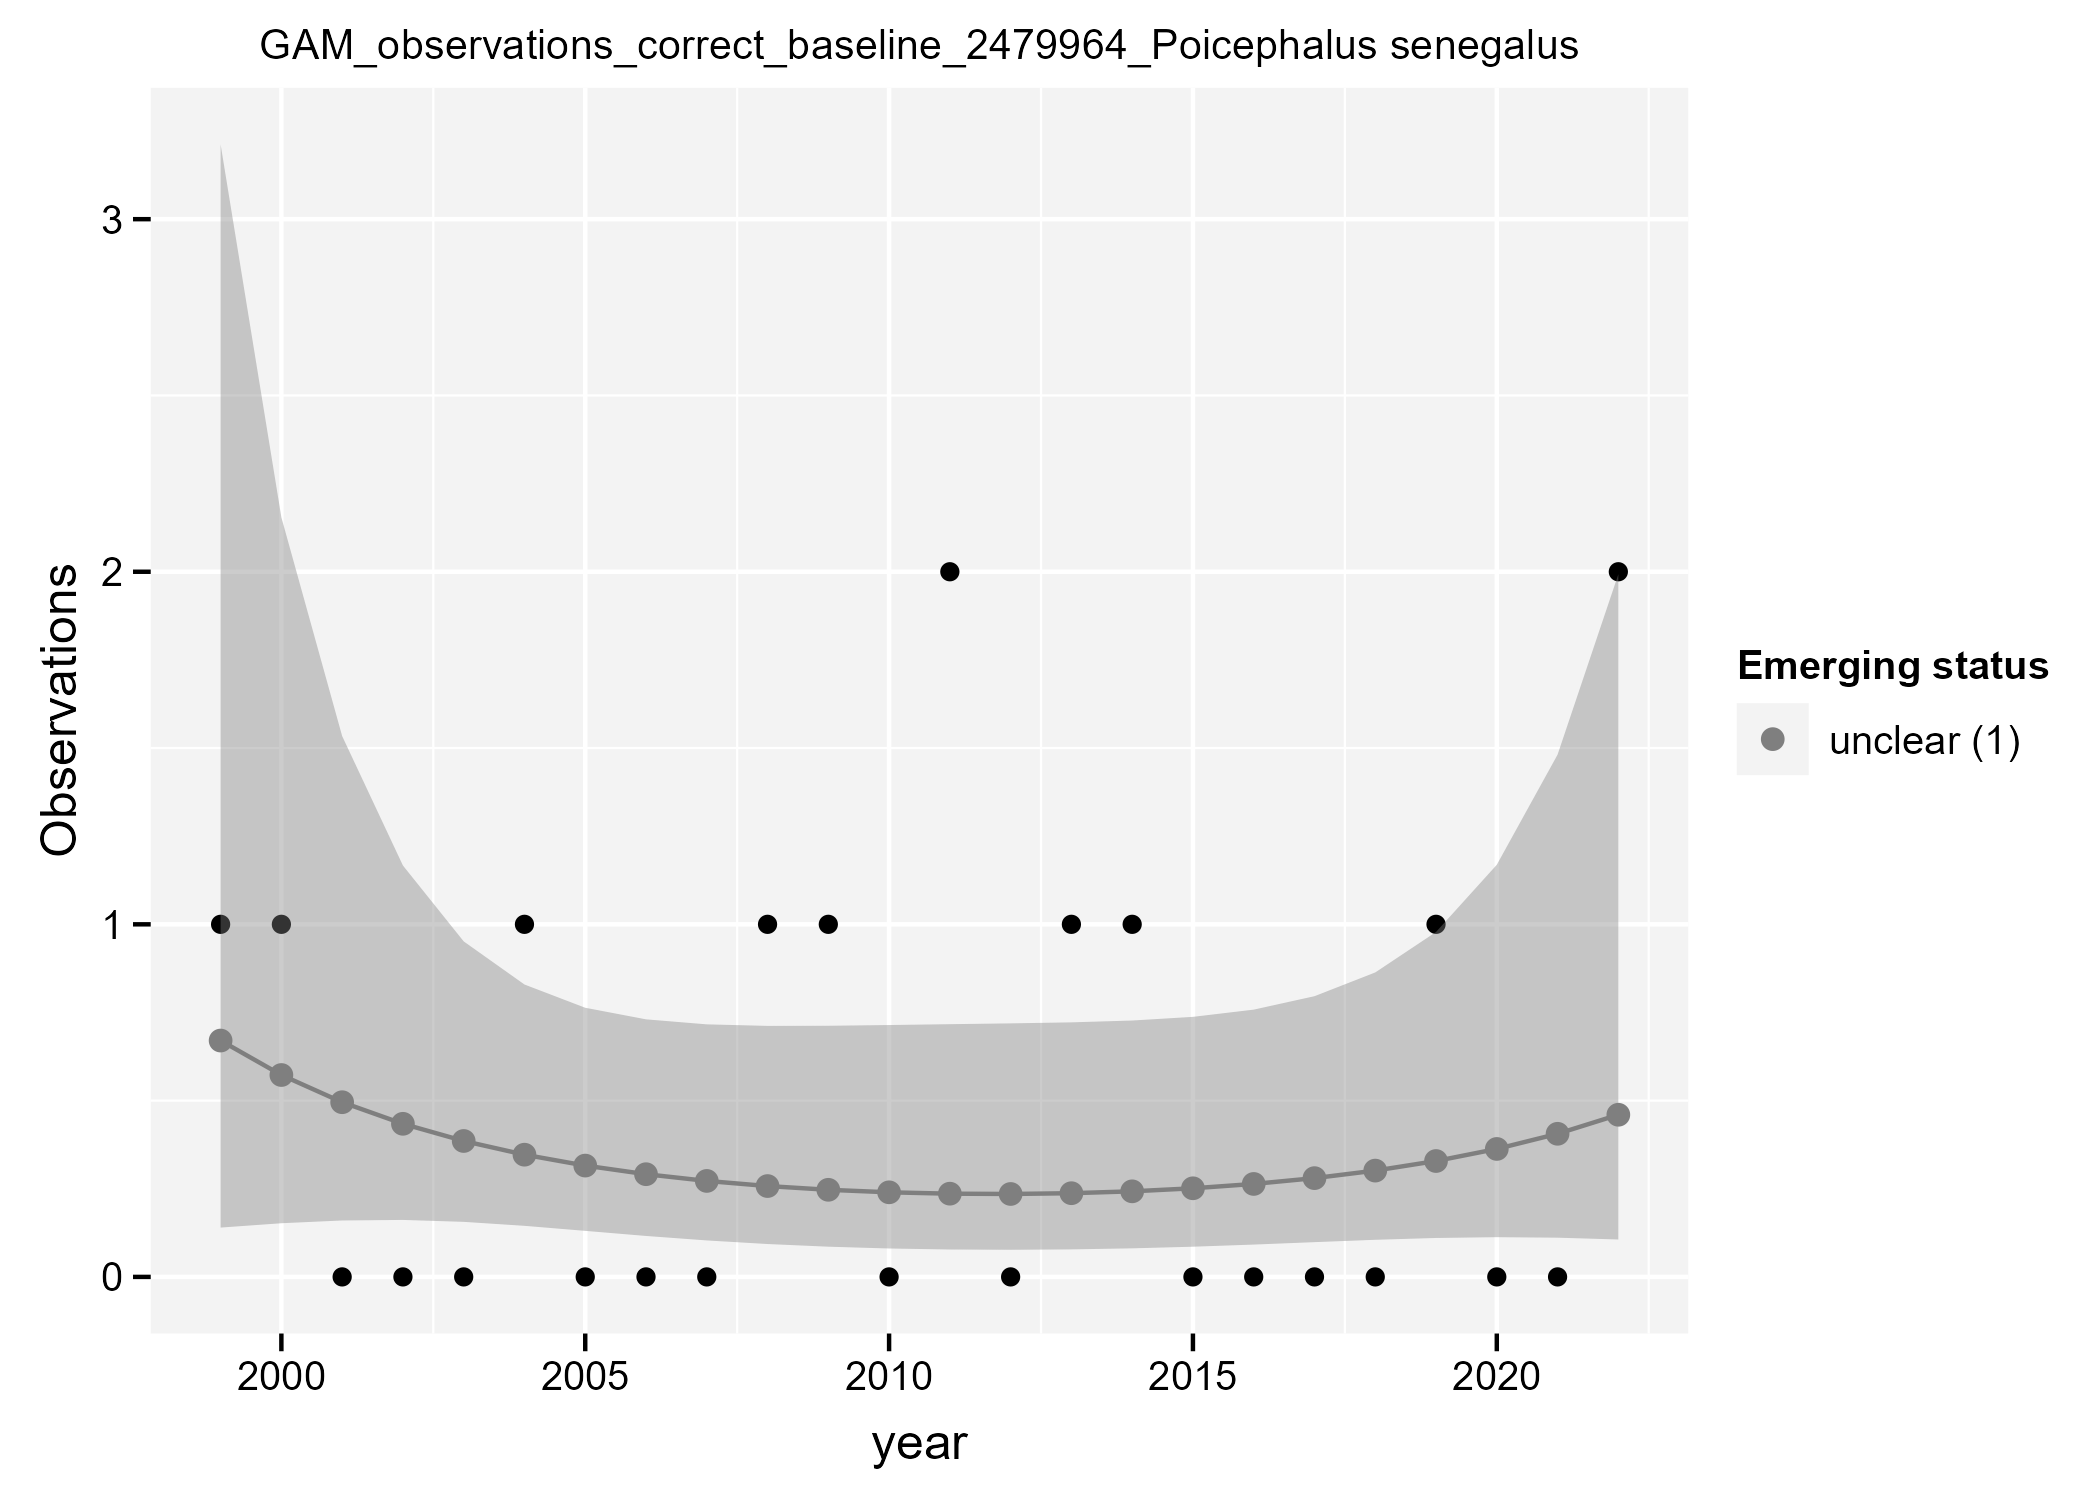 GAM_observations_correct_baseline_2479964_Poicephalus senegalus
3
2
1
0
Observations
2000 2005 2010 2015 2020
year
Emerging status
unclear (1)